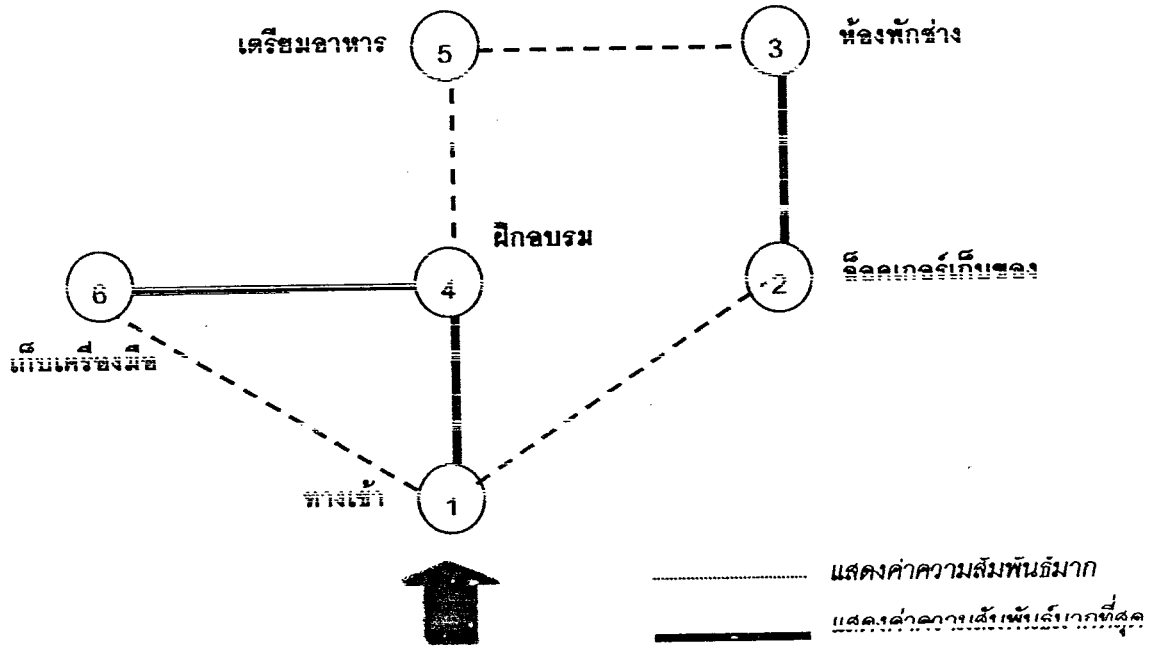 เตรียมอาหาร
5
3
ห้องพักช่าง
ฝึกอบรม
6
4
2
ล็อคเกอร์เก็บของ
เก็บเครื่องมือ
ทางเข้า
1
แสดงค่าความสัมพันธ์มาก
แสดงค่าความสัมพันธ์มากที่สุด